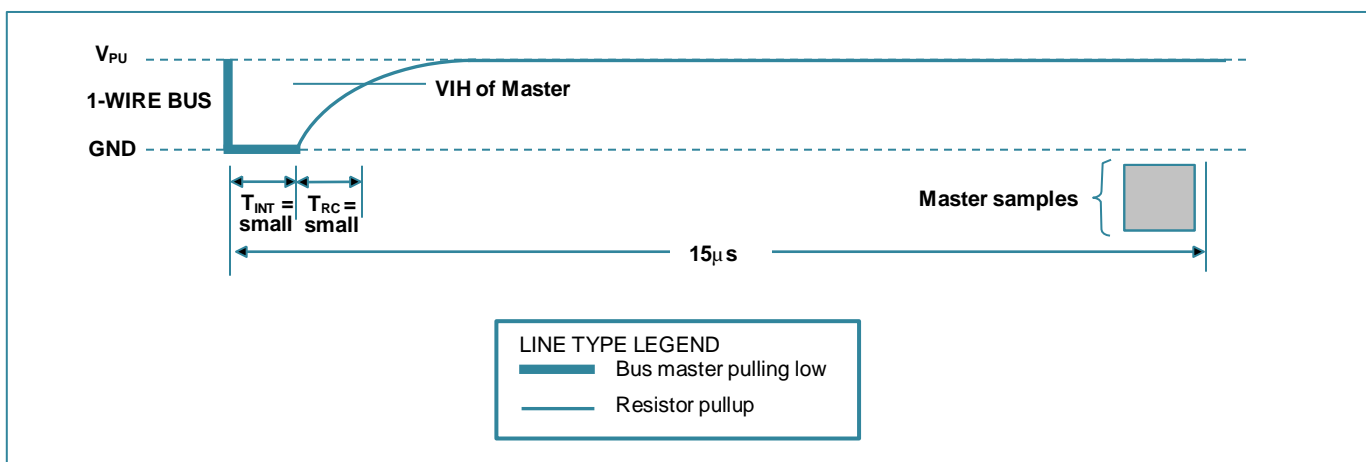 VPU
VIH of Master
1-WIRE BUS
GND
TINT =
small
TRC =
small
Master samples
15μs
LINE TYPE LEGEND
Bus master pulling low
Resistor pullup